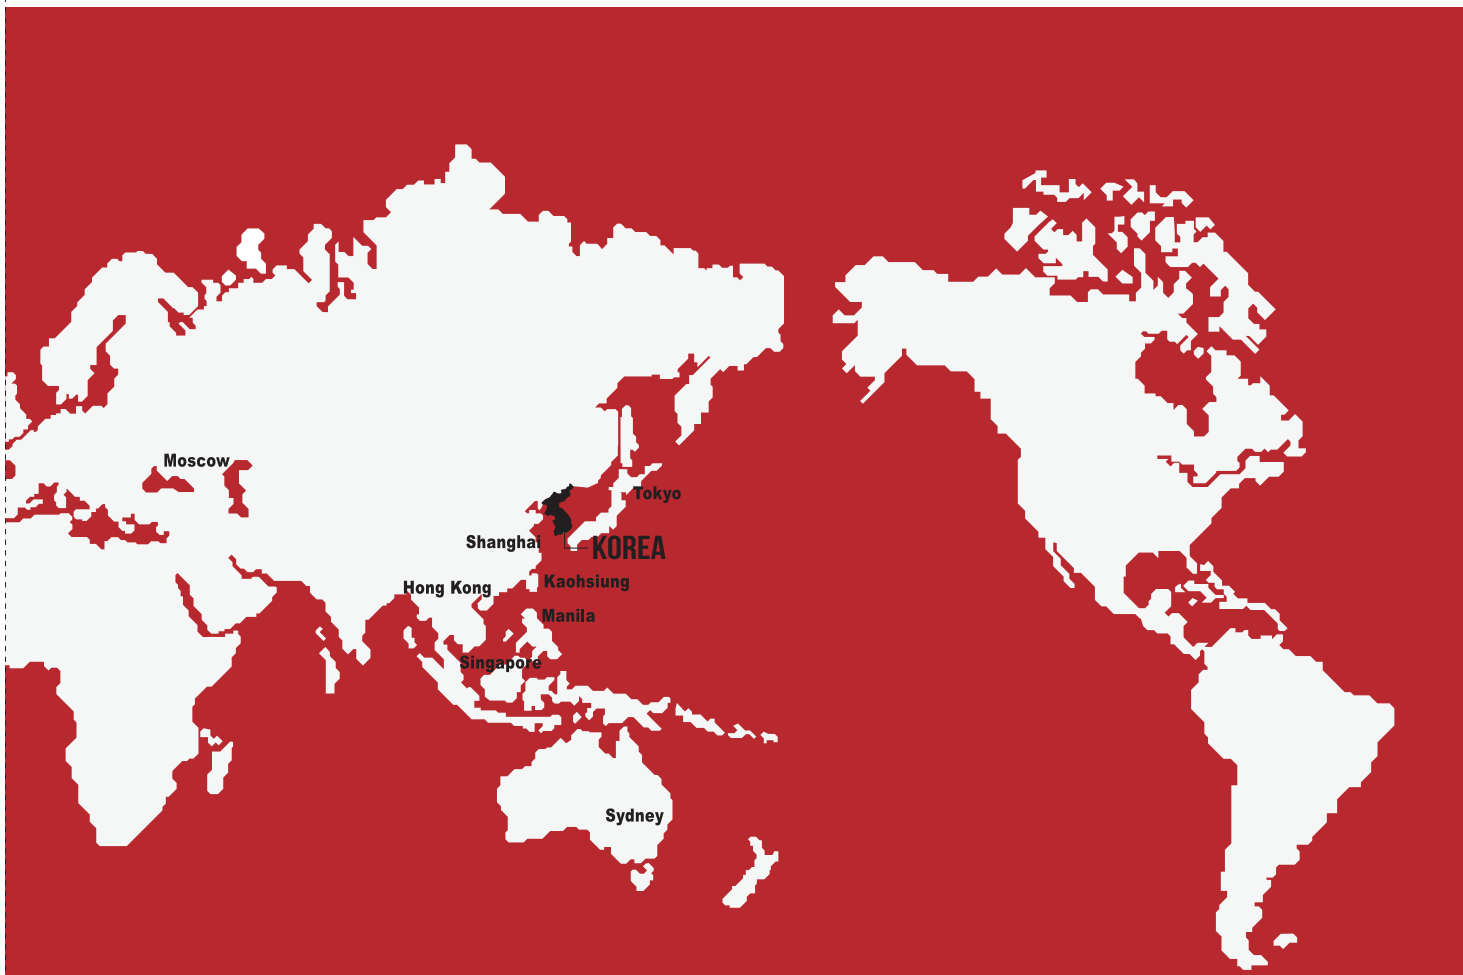 Moscow
Tokyo
Shanghai
KOREA
Kaohsiung
Hong Kong
Manila
Singapore
Sydney